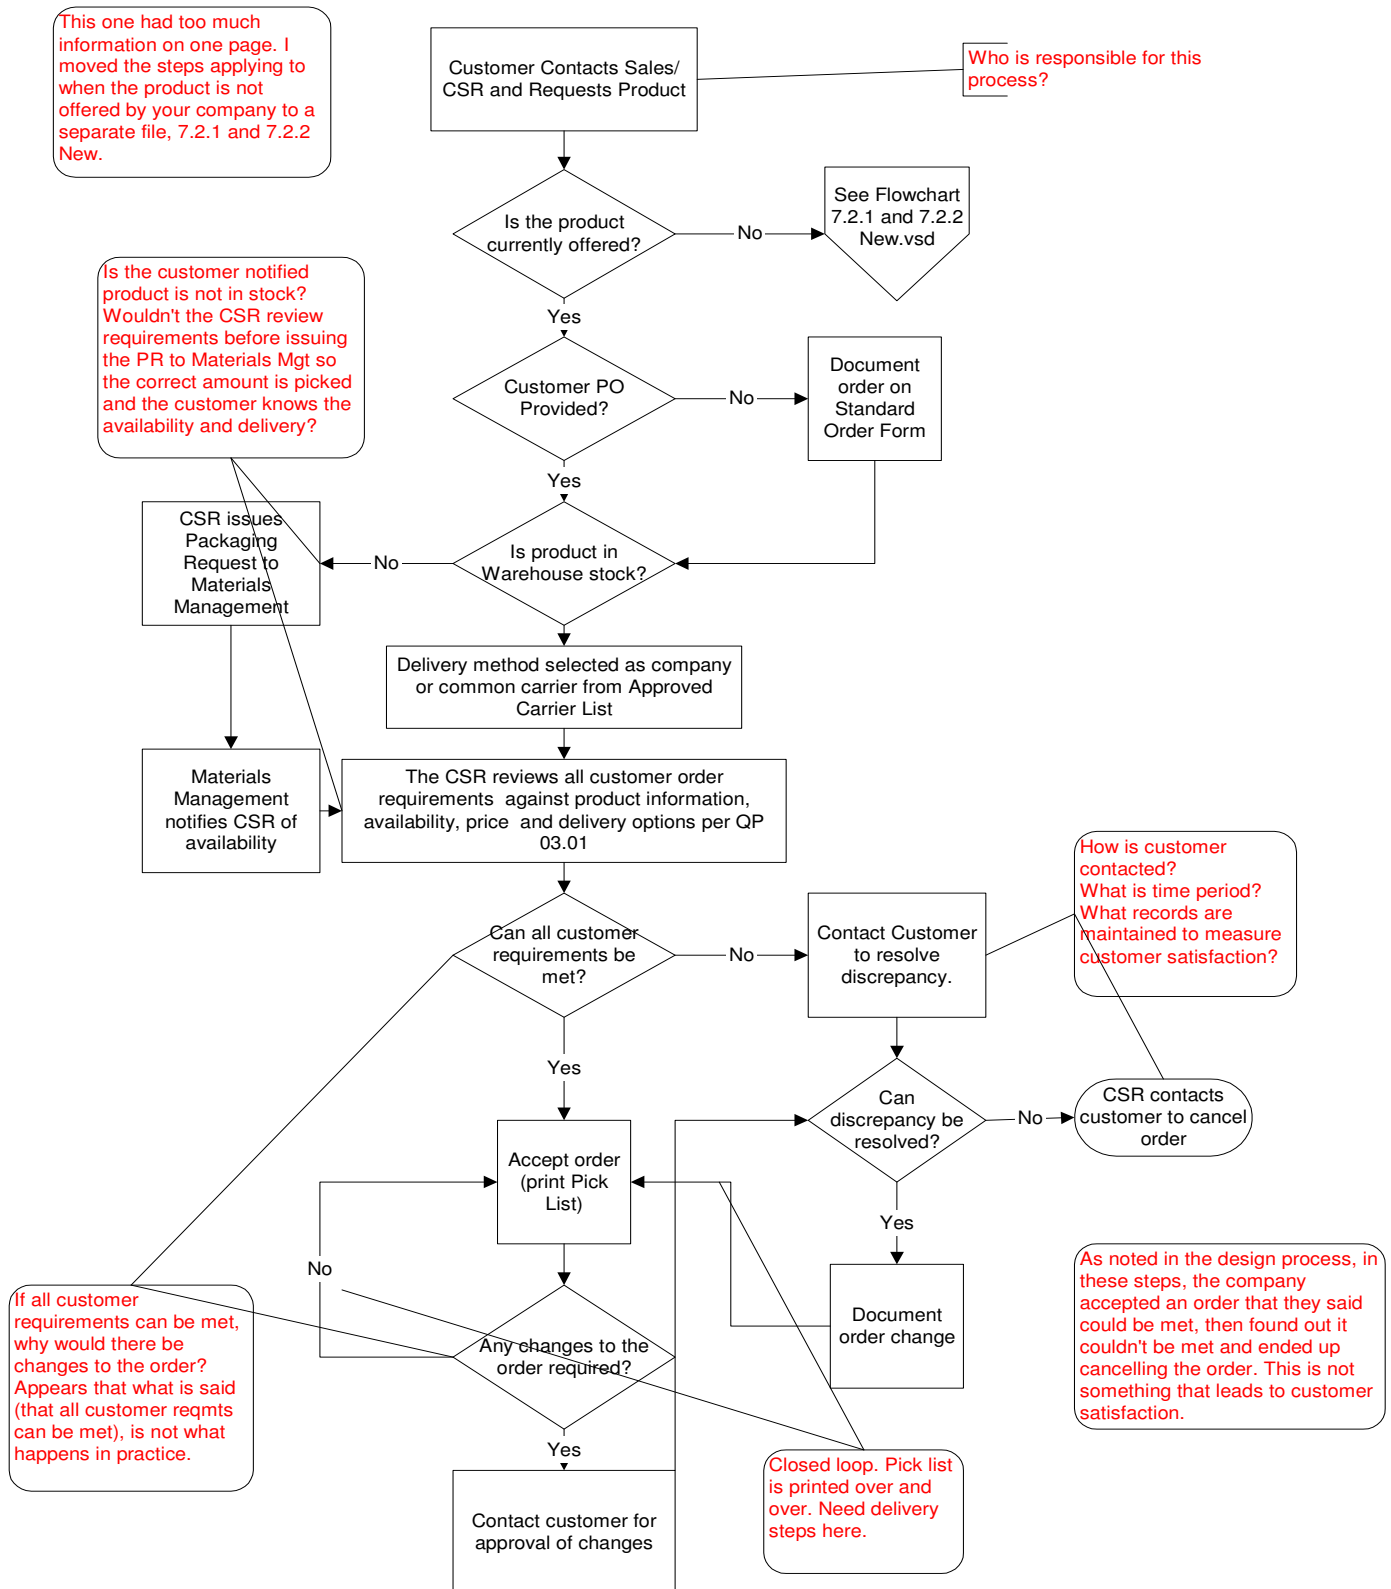 This one had too much
information on one page. I
moved the steps applying to
when the product is not
offered by your company to a
separate file, 7.2.1 and 7.2.2
New.
Customer Contacts Sales/
CSR and Requests Product
Who is responsible for this
process?
Is the product
currently offered?
No
See Flowchart
7.2.1 and 7.2.2
New.vsd
Yes
Is the customer notified
product is not in stock?
Wouldn't the CSR review
requirements before issuing
the PR to Materials Mgt so
the correct amount is picked
and the customer knows the
availability and delivery?
Customer PO
Provided?
No
Document
order on
Standard
Order Form
Yes
CSR issues
Packaging
Request to
Materials
Management
No
Is product in
Warehouse stock?
Delivery method selected as company
or common carrier from Approved
Carrier List
Materials
Management
notifies CSR of
availability
The CSR reviews all customer order
requirements  against product information,
availability, price  and delivery options per QP
03.01
How is customer
contacted?
What is time period?
What records are
maintained to measure
customer satisfaction?
Can all customer
requirements be
met?
No
Contact Customer
to resolve
discrepancy.
Yes
Can
discrepancy be
resolved?
No
CSR contacts
customer to cancel
order
Accept order
(print Pick
List)
Yes
No
If all customer
requirements can be met,
why would there be
changes to the order?
Appears that what is said
(that all customer reqmts
can be met), is not what
happens in practice.
Any changes to the
order required?
Document
order change
As noted in the design process, in
these steps, the company
accepted an order that they said
could be met, then found out it
couldn't be met and ended up
cancelling the order. This is not
something that leads to customer
satisfaction.
Yes
Closed loop. Pick list
is printed over and
over. Need delivery
steps here.
Contact customer for
approval of changes